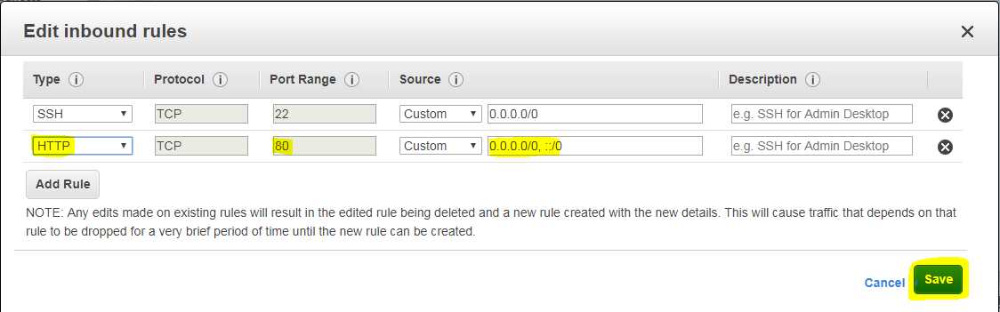 Edit inbound rules
Type Protocol Port Range Source Description
SSH TCP 22 Custom 0.0.0.0/0 e.g. SSH for Admin Desktop
HTTP TCP 80 Custom 0.0.0.0/0, ::/0 e.g. SSH for Admin Desktop
Add Rule
NOTE: Any edits made on existing rules will result in the edited rule being deleted and a new rule created with the new details. This will cause traffic that depends on that
rule to be dropped for a very brief period of time until the new rule can be created.
Cancel Save